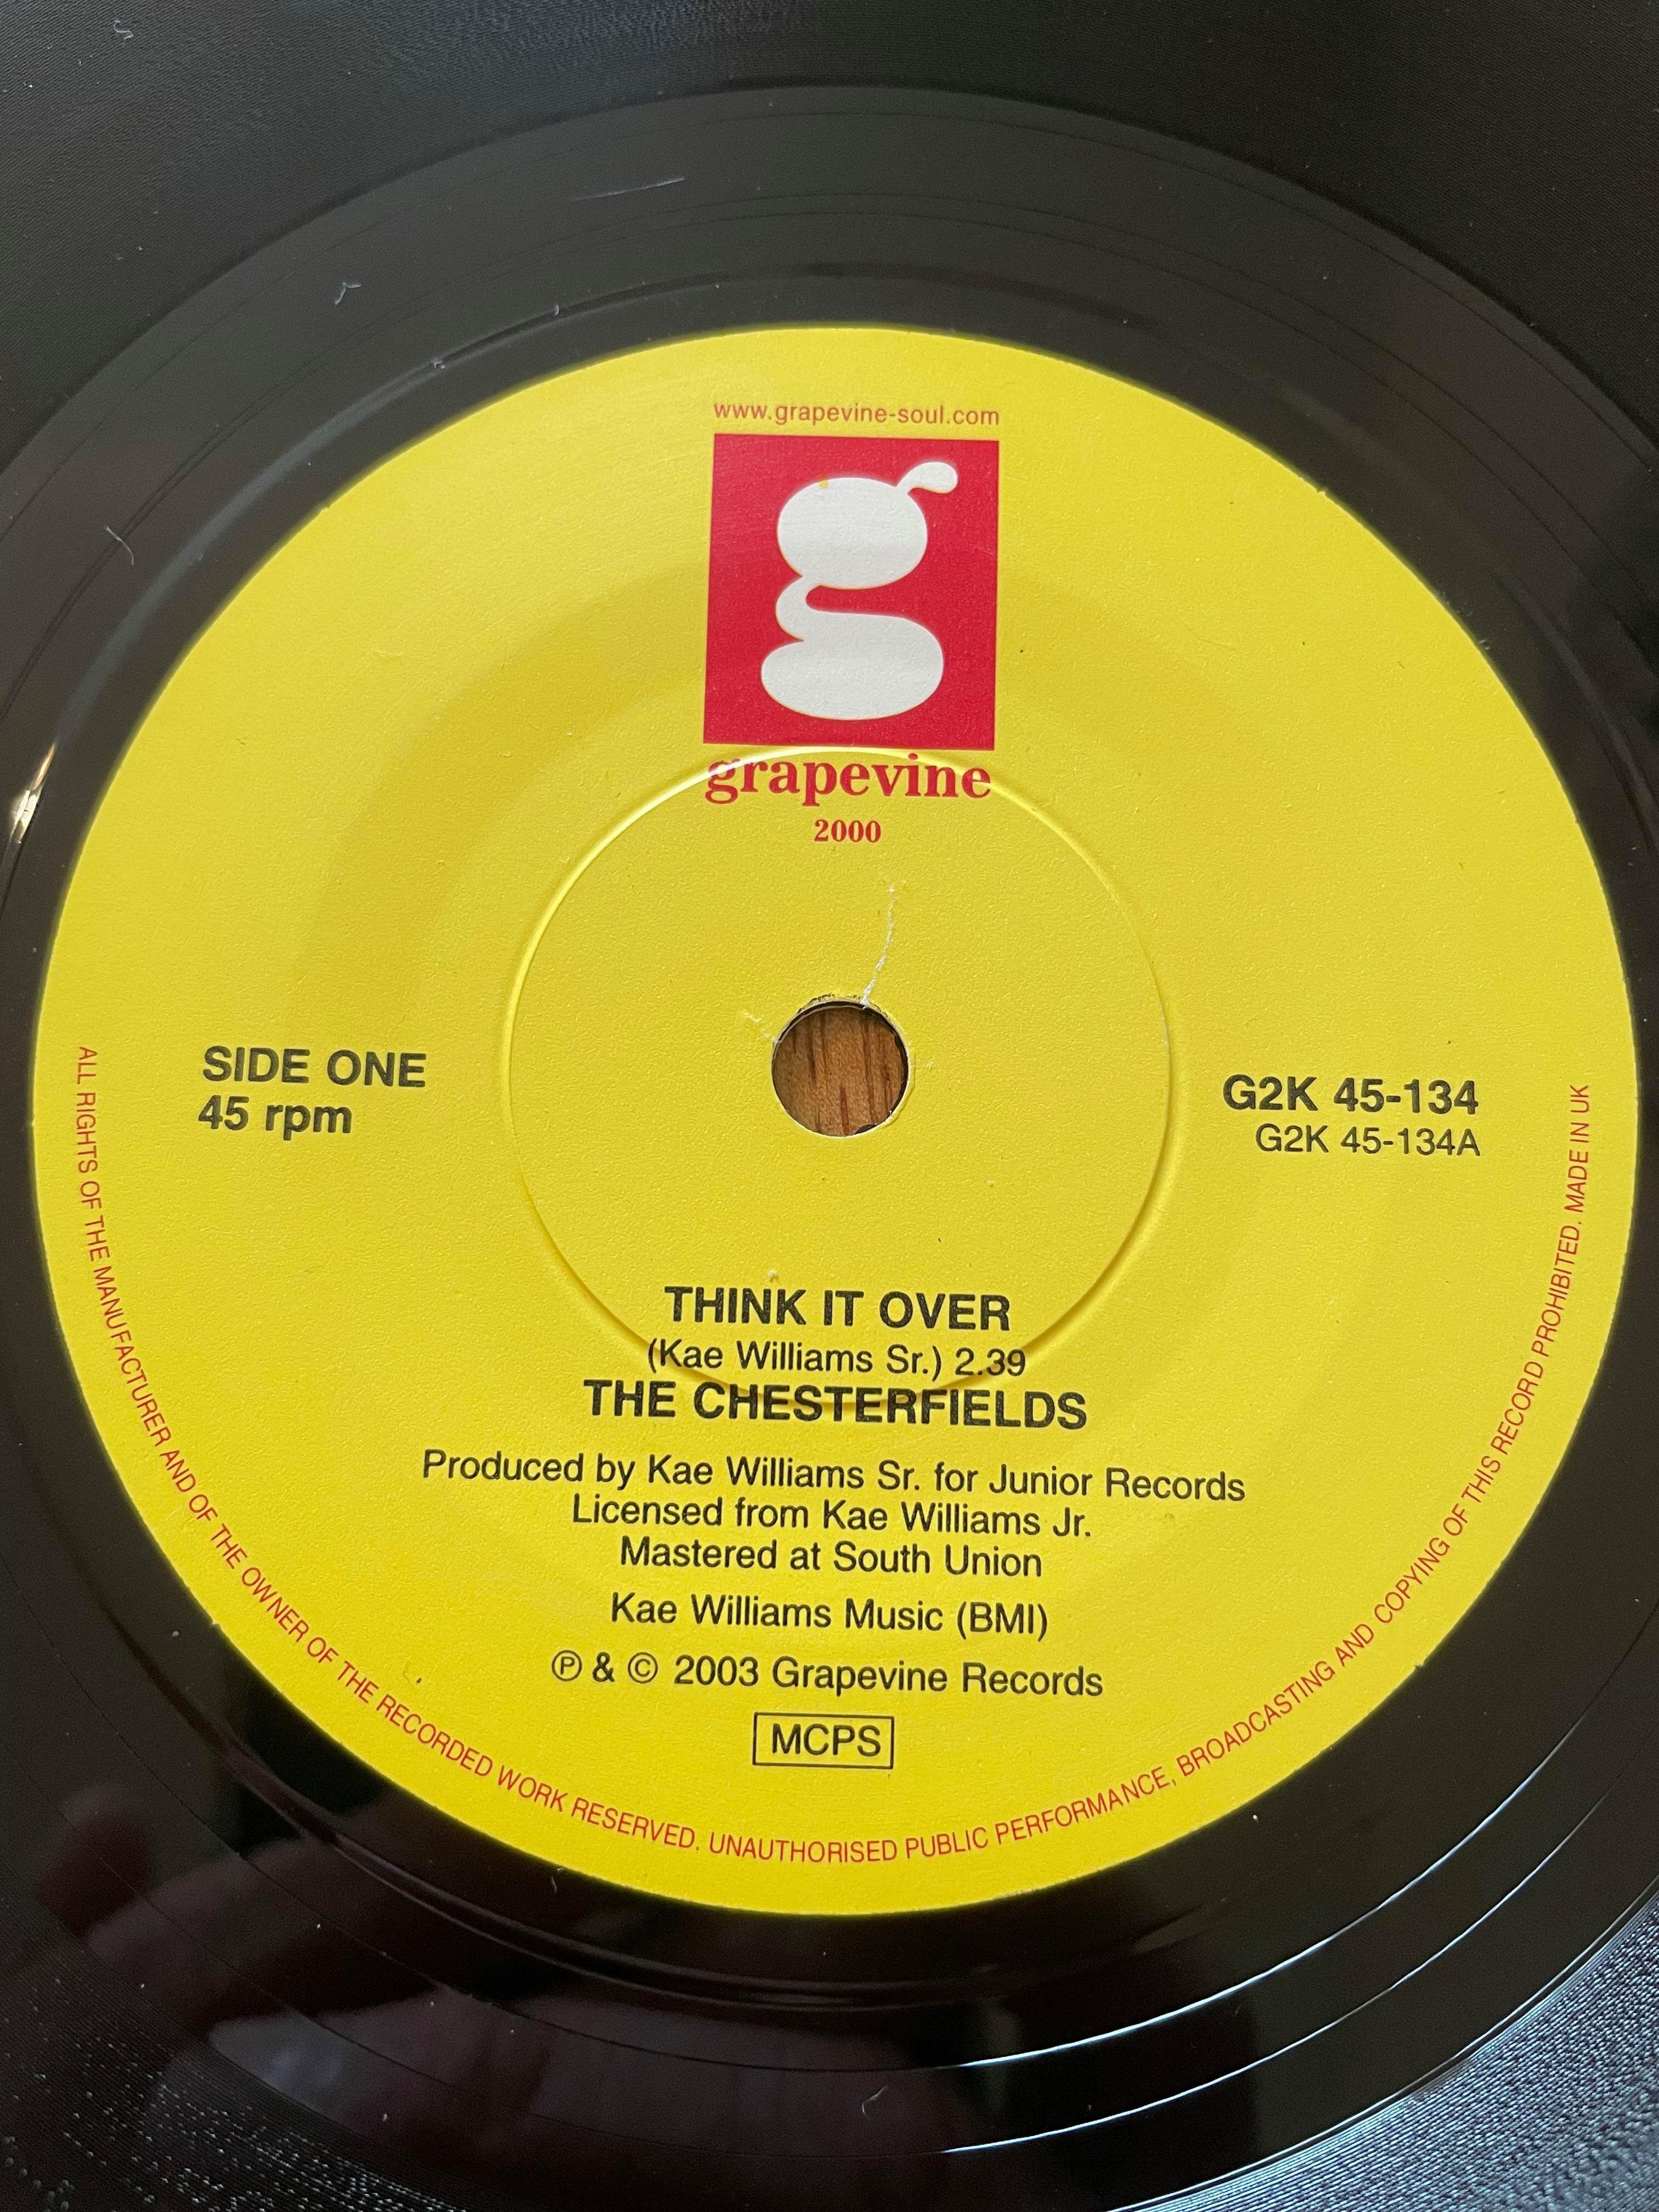 www.grapevine-soul.com
g
grapevine
2000
SIDE ONE
45 rpm
G2K 45-134
G2K 45-134A
THINK IT OVER
(Kae Williams Sr.) 2.39
THE CHESTERFIELDS
Produced by Kae Williams Sr. for Junior Records
Licensed from Kae Williams Jr.
Mastered at South Union
Kae Williams Music (BMI)
℗ & © 2003 Grapevine Records
MCPS
ALL RIGHTS OF THE MANUFACTURER AND OF THE OWNER OF THE RECORDED WORK RESERVED. UNAUTHORISED PUBLIC PERFORMANCE, BROADCASTING AND COPYING OF THIS RECORD PROHIBITED. MADE IN UK